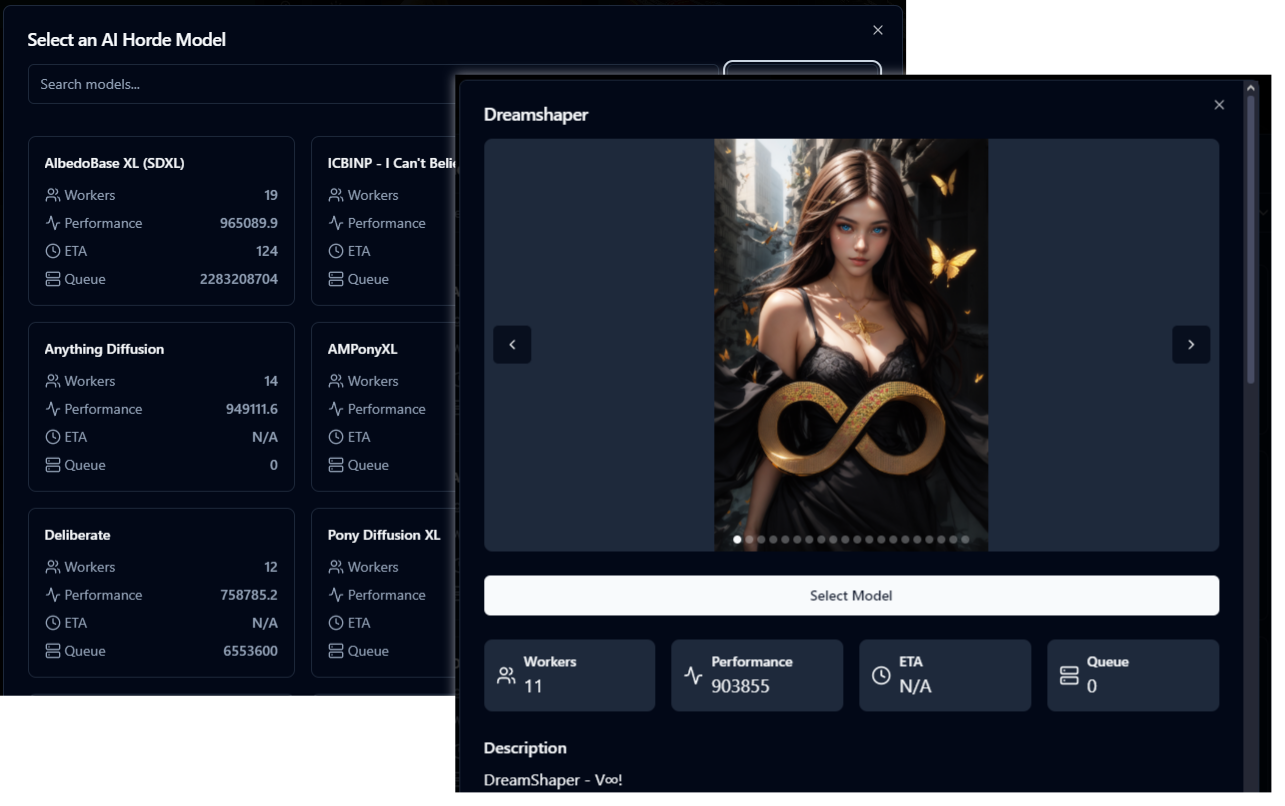 Select an AI Horde Model
Search models...
AlbedoBase XL (SDXL)
Workers 19
Performance 965089.9
ETA 124
Queue 2283208704
ICBINP - I Can't Belie
Workers
Performance
ETA
Queue
Anything Diffusion
Workers 14
Performance 949111.6
ETA N/A
Queue 0
AMPonyXL
Workers
Performance
ETA
Queue
Deliberate
Workers 12
Performance 758785.2
ETA N/A
Queue 6553600
Pony Diffusion XL
Workers
Performance
ETA
Queue
Dreamshaper
Select Model
Workers
11
Performance
903855
ETA
N/A
Queue
0
Description
DreamShaper - V∞!